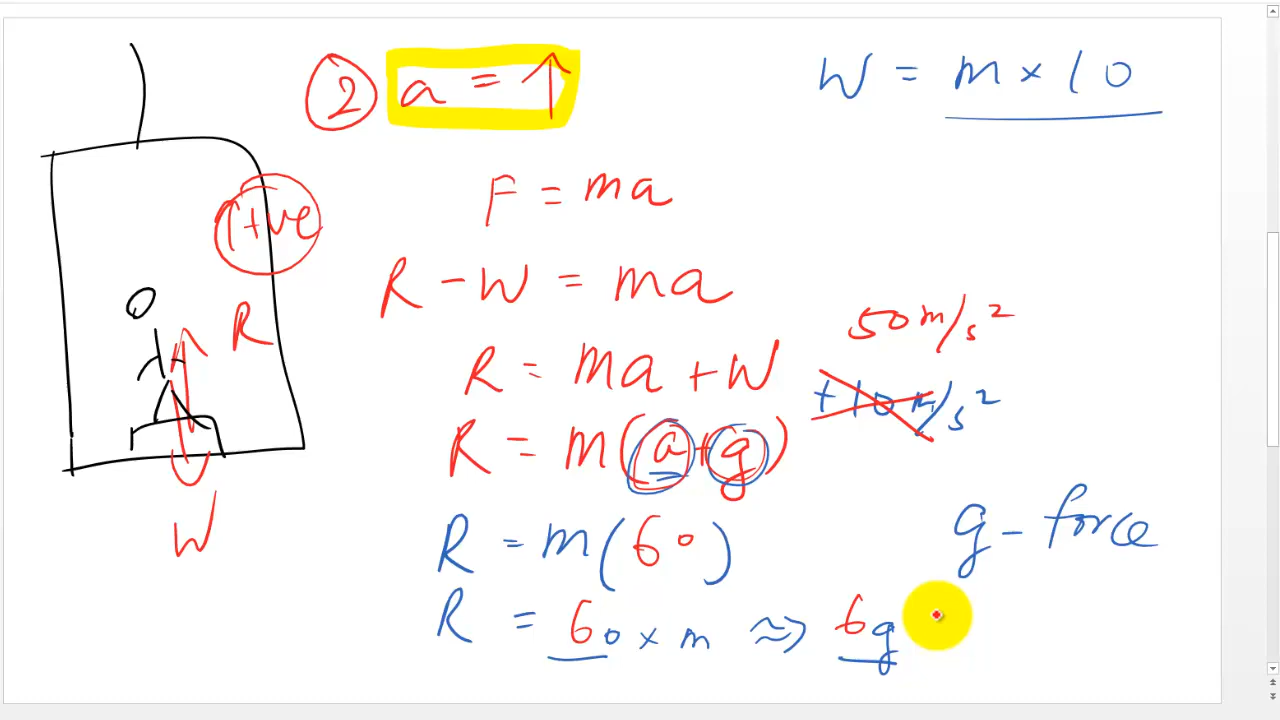 ② a = ↑
W = m × 10
↑+ve
F = ma
R - W = ma
R
50 m/s²
R = ma + W
+10 m/s²
R = m(a+g)
W
g - force
R = m(60)
R = 60 × m ≈> 6g